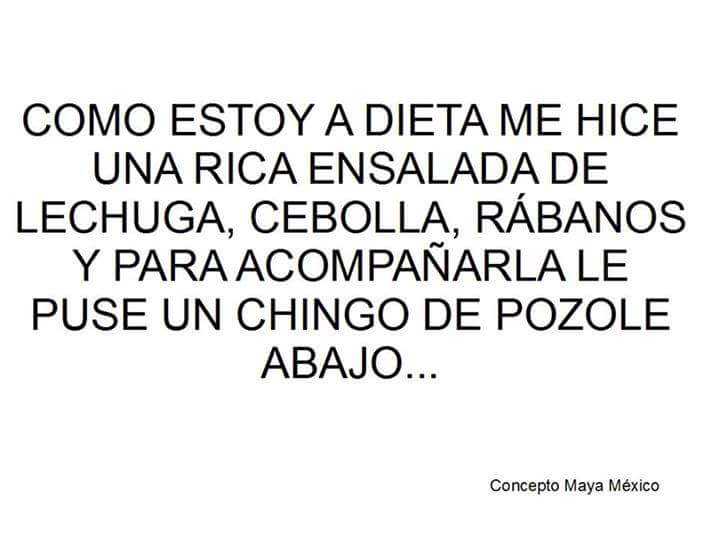 COMO ESTOY A DIETA ME HICE
UNA RICA ENSALADA DE
LECHUGA, CEBOLLA, RÁBANOS
Y PARA ACOMPAÑARLA LE
PUSE UN CHINGO DE POZOLE
ABAJO...
Concepto Maya México